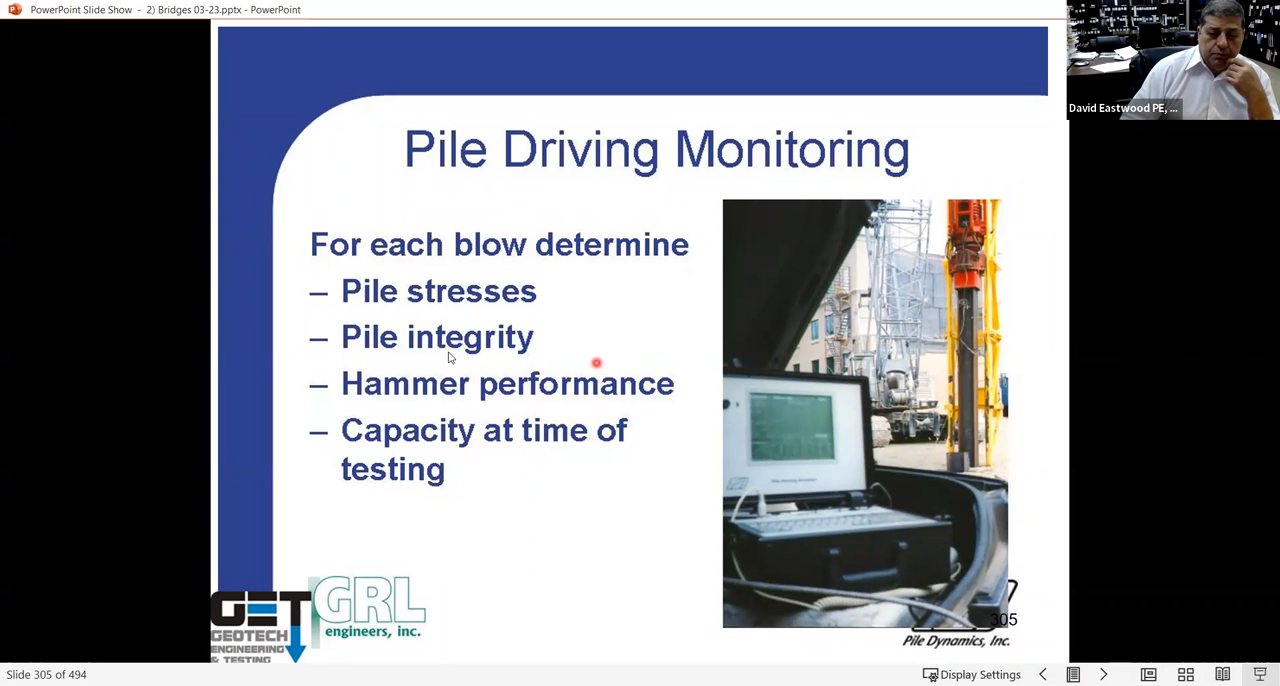 PowerPoint Slide Show - 2) Bridges 03-23.pptx - PowerPoint
David Eastwood PE, ...
Pile Driving Monitoring
For each blow determine
– Pile stresses
– Pile integrity
– Hammer performance
– Capacity at time of
testing
GET
GEOTECH
ENGINEERING
& TESTING
GRL
engineers, inc.
305
Pile Dynamics, Inc.
Slide 305 of 494
Display Settings